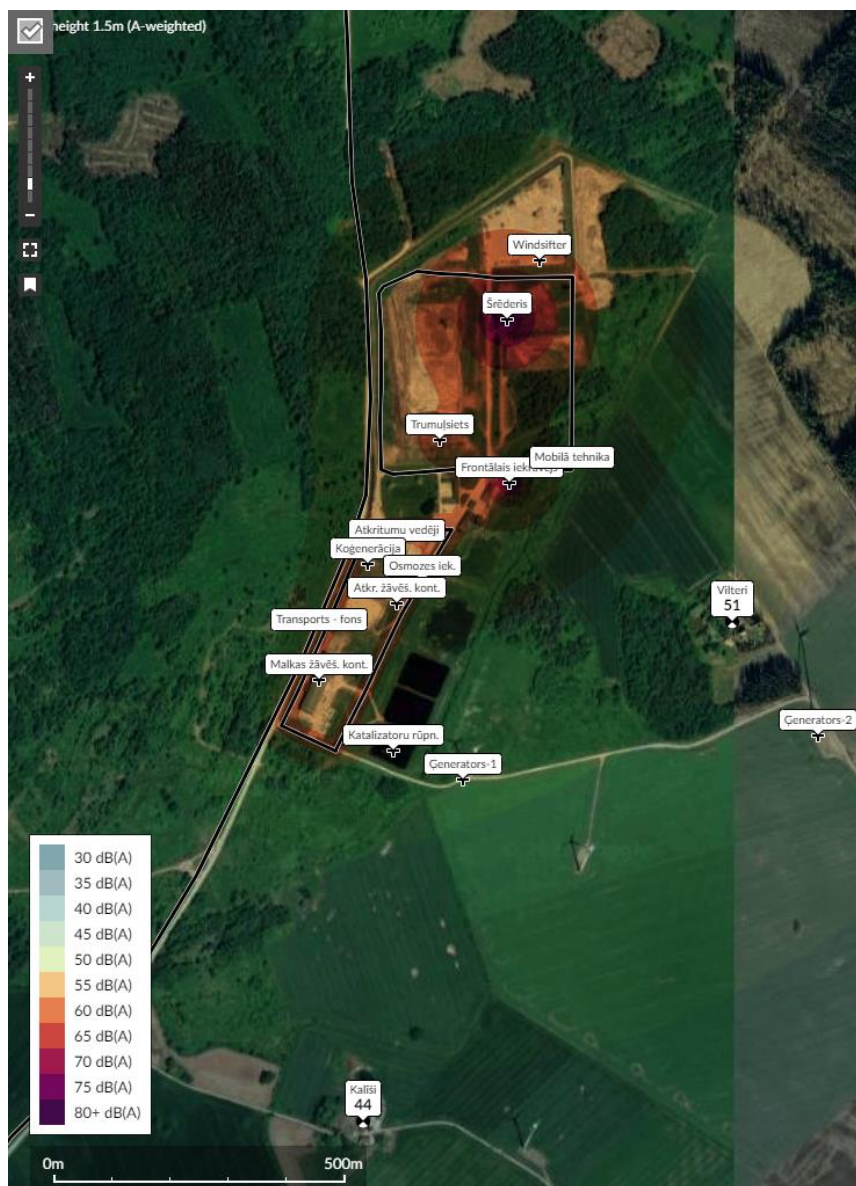 height 1.5m (A-weighted)
+
−
Windsifter
Šrēderis
Trumuļsiets
Mobilā tehnika
Frontālais iekrāvējs
Atkritumu vedēji
Koģenerācija
Osmozes iek.
Atkr. žāvēš. kont.
Vilteri
51
Transports - fons
Malkas žāvēš. kont.
Ģenerators-2
Katalizatoru rūpn.
Ģenerators-1
30 dB(A)
35 dB(A)
40 dB(A)
45 dB(A)
50 dB(A)
55 dB(A)
60 dB(A)
65 dB(A)
70 dB(A)
75 dB(A)
80+ dB(A)
Kalīši
44
0m
500m